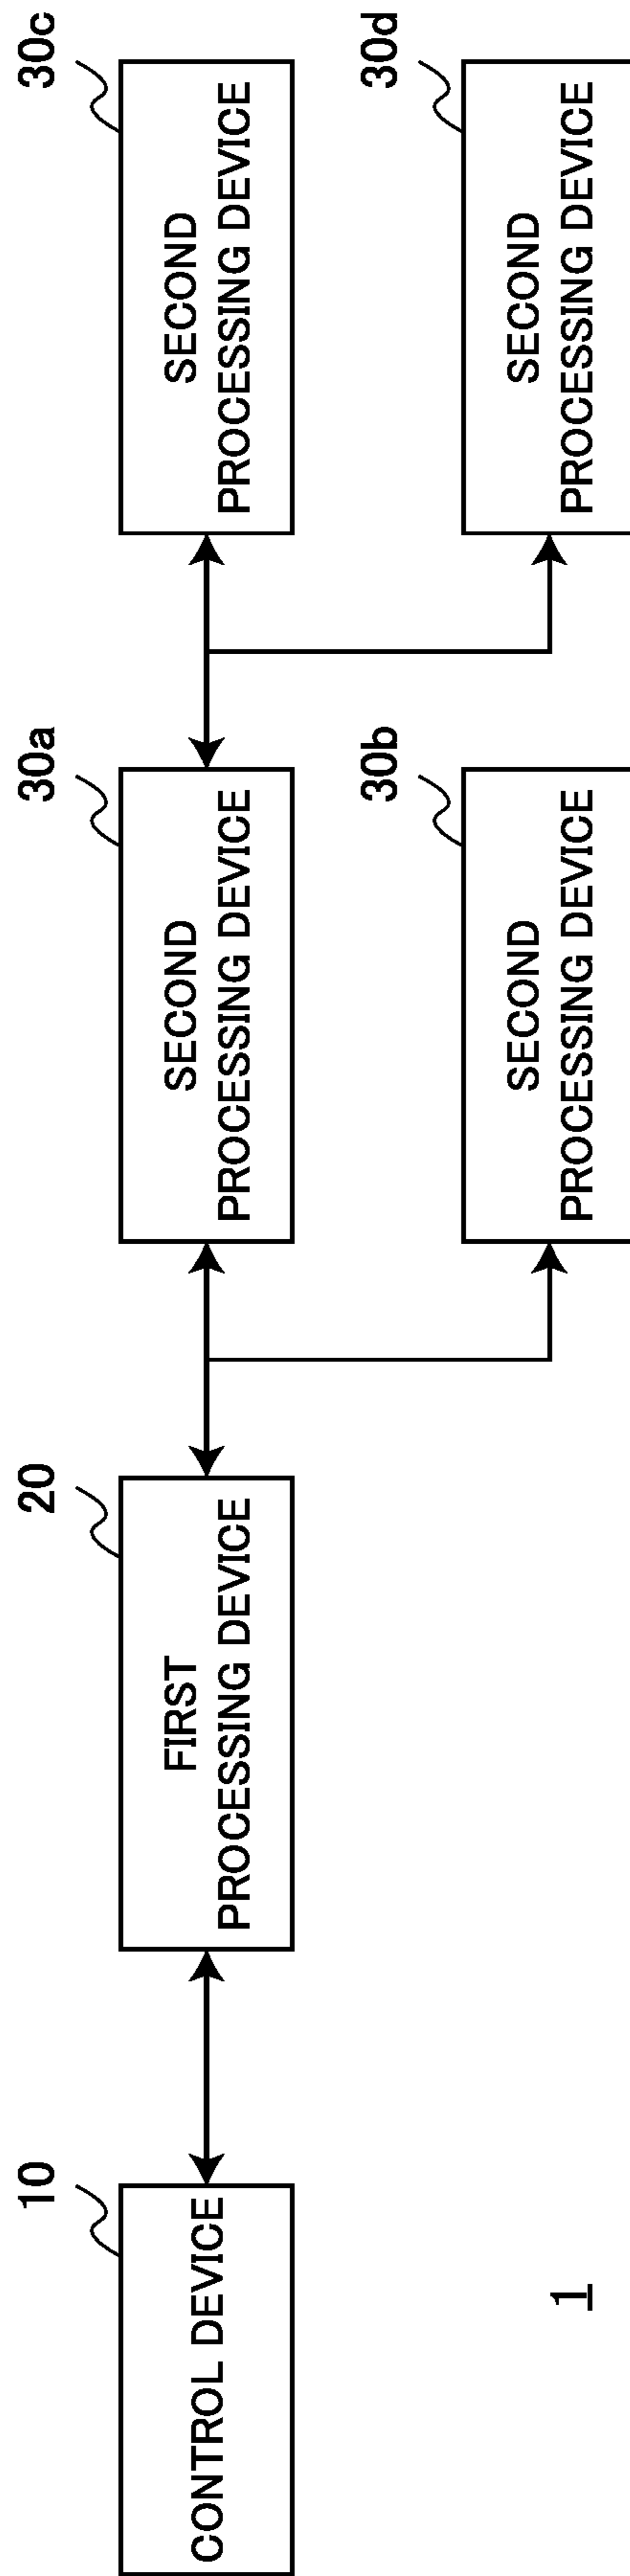 10
CONTROL DEVICE
20
FIRST
PROCESSING DEVICE
30a
SECOND
PROCESSING DEVICE
30c
SECOND
PROCESSING DEVICE
30b
SECOND
PROCESSING DEVICE
30d
SECOND
PROCESSING DEVICE
1